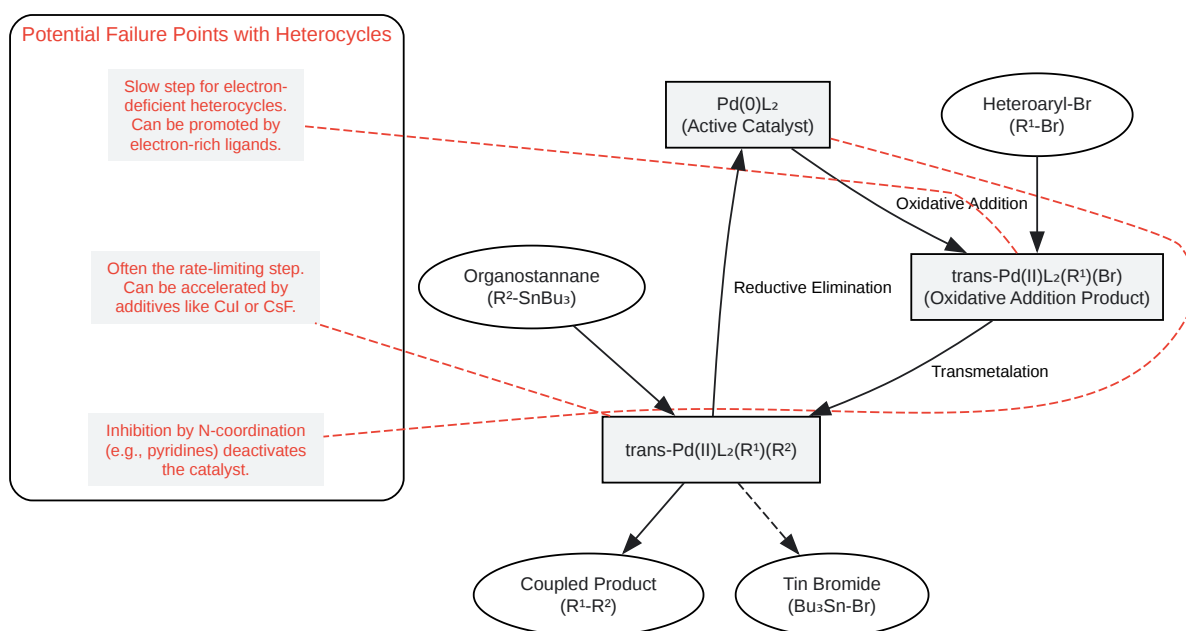 Potential Failure Points with Heterocycles
Slow step for electron-
deficient heterocycles.
Can be promoted by
electron-rich ligands.
Often the rate-limiting step.
Can be accelerated by
additives like CuI or CsF.
Inhibition by N-coordination
(e.g., pyridines) deactivates
the catalyst.
Pd(0)L₂
(Active Catalyst)
Heteroaryl-Br
(R¹-Br)
Oxidative Addition
Organostannane
(R²-SnBu₃)
Reductive Elimination
trans-Pd(II)L₂(R¹)(Br)
(Oxidative Addition Product)
Transmetalation
trans-Pd(II)L₂(R¹)(R²)
Coupled Product
(R¹-R²)
Tin Bromide
(Bu₃Sn-Br)